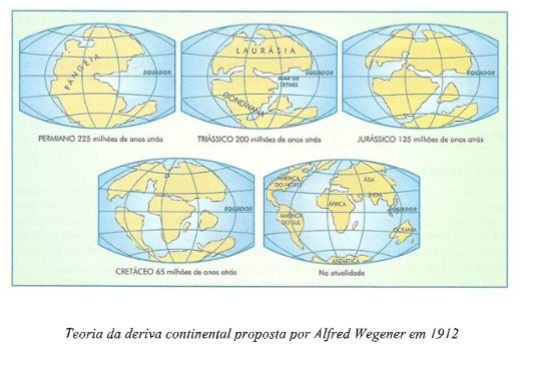 PANGEIA
EQUADOR
PERMIANO 225 milhões de anos atrás
LAURÁSIA
EQUADOR
MAR DE
TETHIS
GONDWANA
TRIÁSSICO 200 milhões de anos atrás
EQUADOR
JURÁSSICO 135 milhões de anos atrás
EQUADOR
CRETÁCEO 65 milhões de anos atrás
AMÉRICA
DO NORTE
ÁSIA
ÍNDIA
ÁFRICA
EQUADOR
AMÉRICA
DO SUL
OCEANIA
ANTÁRTICA
Na atualidade
Teoria da deriva continental proposta por Alfred Wegener em 1912